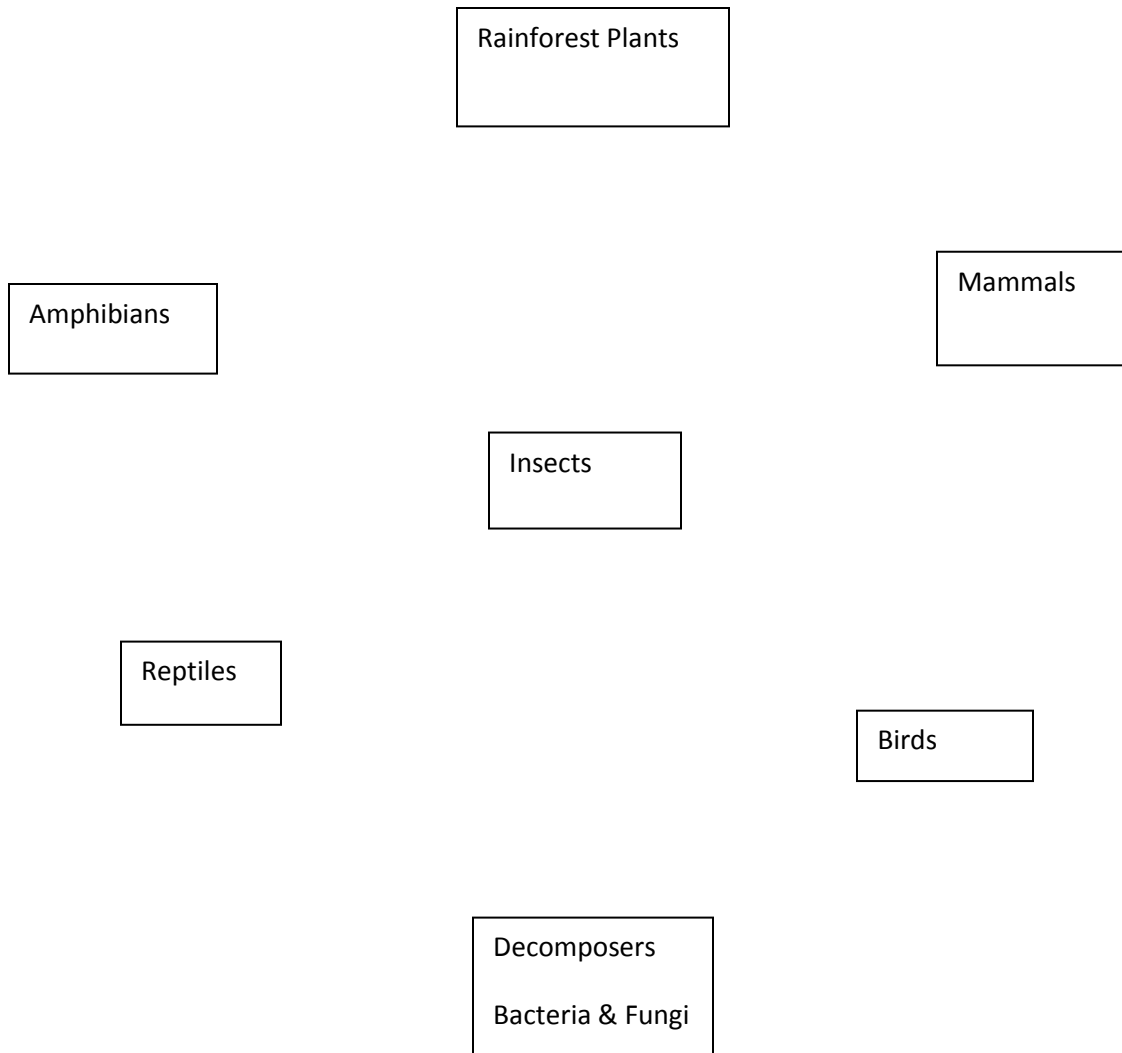 Rainforest Plants
Mammals
Amphibians
Insects
Reptiles
Birds
Decomposers
Bacteria & Fungi